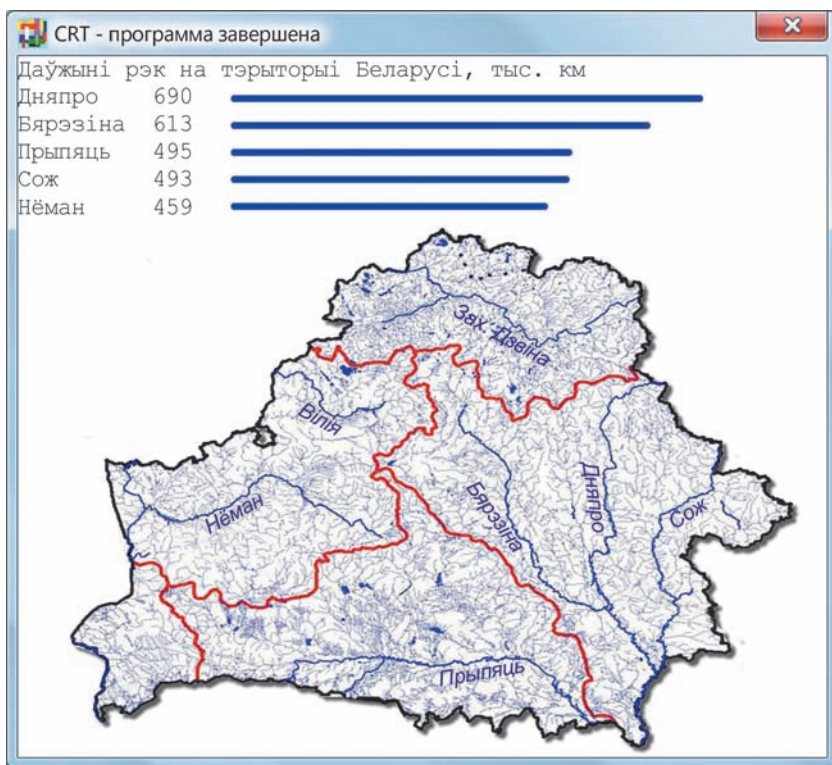 CRT - программа завершена
Даўжыні рэк на тэрыторыі Беларусі, тыс. км
Дняпро 690
Бярэзіна 613
Прыпяць 495
Сож 493
Нёман 459
Зах. Дзвіна
Вілія
Нёман
Бярэзіна
Дняпро
Сож
Прыпяць